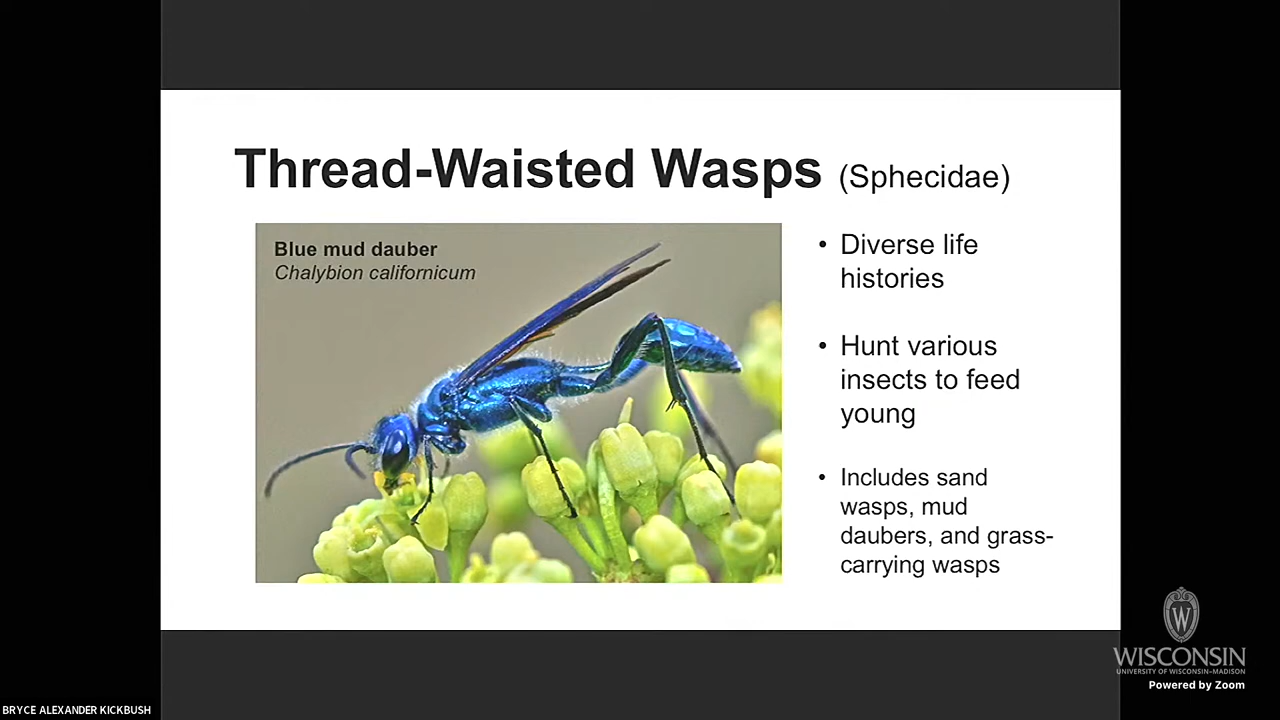 Thread-Waisted Wasps (Sphecidae)
Blue mud dauber
Chalybion californicum
• Diverse life
histories
• Hunt various
insects to feed
young
• Includes sand
wasps, mud
daubers, and grass-
carrying wasps
W
WISCONSIN
UNIVERSITY OF WISCONSIN–MADISON
Powered by Zoom
BRYCE ALEXANDER KICKBUSH